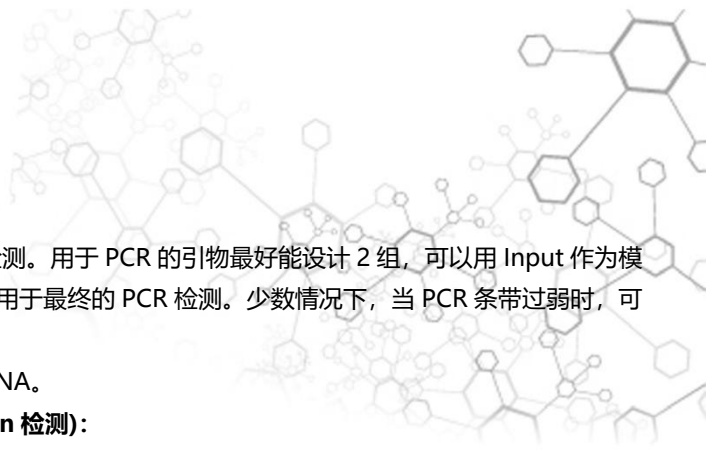 测。用于 PCR 的引物最好能设计 2 组，可以用 Input 作为模
用于最终的 PCR 检测。少数情况下，当 PCR 条带过弱时，可
NA。
n 检测)：